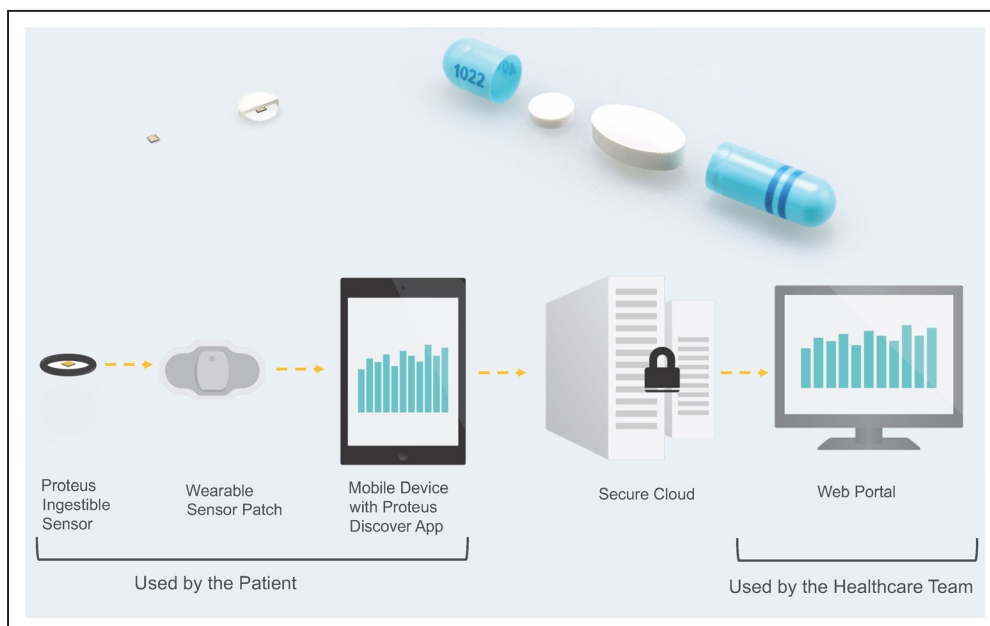 1022
40
Proteus
Ingestible
Sensor
Wearable
Sensor Patch
Mobile Device
with Proteus
Discover App
Secure Cloud
Web Portal
Used by the Patient
Used by the Healthcare Team